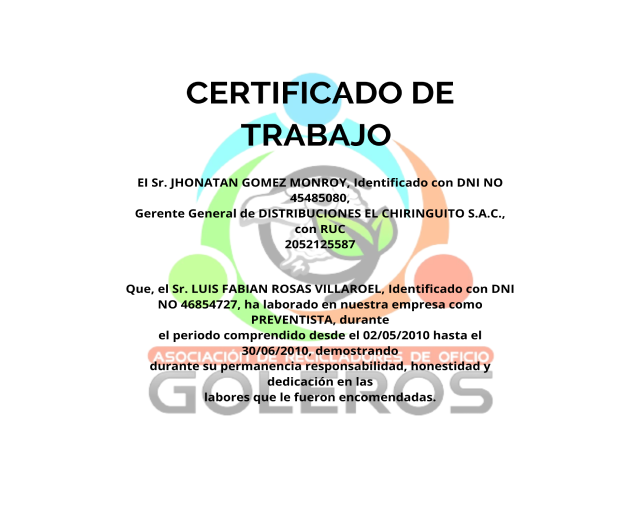 CERTIFICADO DE
TRABAJO
El Sr. JHONATAN GOMEZ MONROY, Identificado con DNI NO
45485080,
Gerente General de DISTRIBUCIONES EL CHIRINGUITO S.A.C.,
con RUC
2052125587
Que, el Sr. LUIS FABIAN ROSAS VILLAROEL, Identificado con DNI
NO 46854727, ha laborado en nuestra empresa como
PREVENTISTA, durante
el periodo comprendido desde el 02/05/2010 hasta el
30/06/2010, demostrando
ASOCIACIÓN DE RECICLADORES DE OFICIO
durante su permanencia responsabilidad, honestidad y
dedicación en las
GOLEROS
labores que le fueron encomendadas.